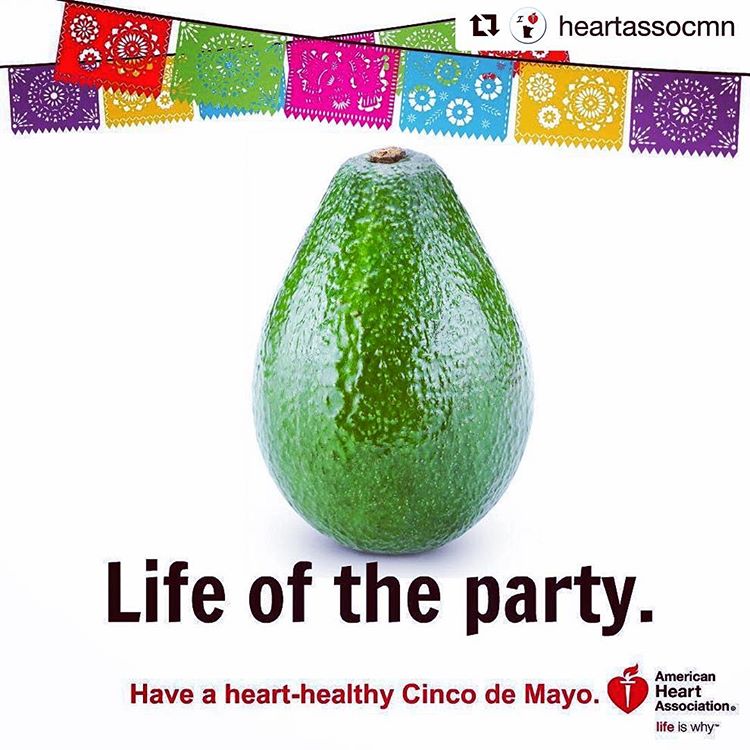 heartassocmn
Life of the party.
Have a heart-healthy Cinco de Mayo.
American
Heart
Association®
life is why™